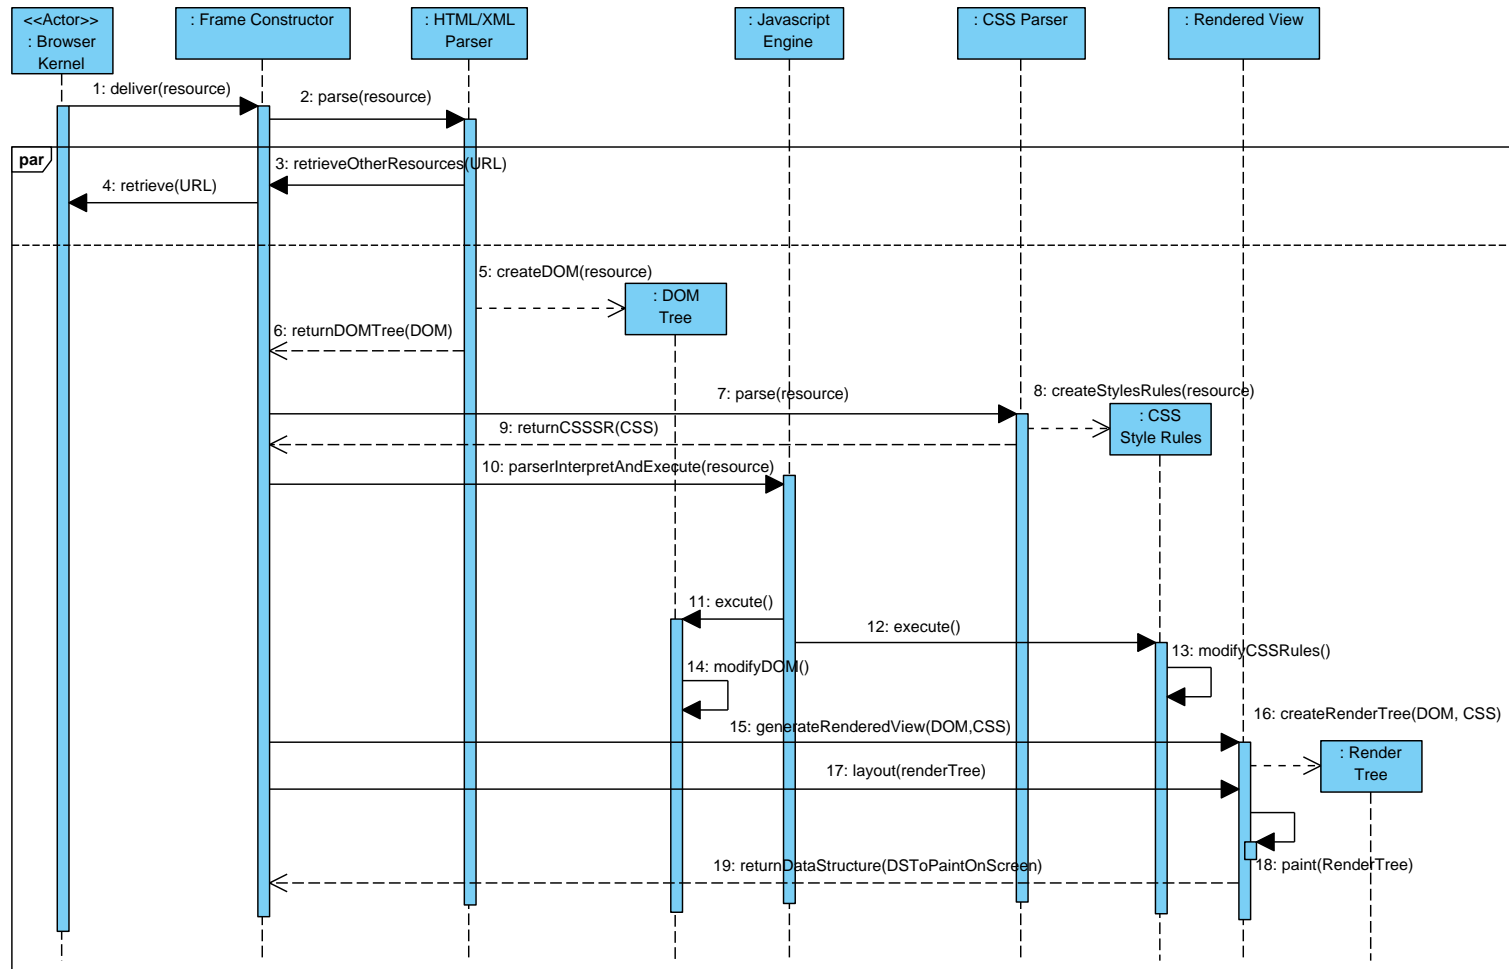 <<Actor>>
: Browser
Kernel
: Frame Constructor
: HTML/XML
Parser
: Javascript
Engine
: CSS Parser
: Rendered View
1: deliver(resource)
2: parse(resource)
par
3: retrieveOtherResources(URL)
4: retrieve(URL)
5: createDOM(resource)
: DOM
Tree
6: returnDOMTree(DOM)
7: parse(resource)
8: createStylesRules(resource)
: CSS
Style Rules
9: returnCSSSR(CSS)
10: parserInterpretAndExecute(resource)
11: excute()
12: execute()
13: modifyCSSRules()
14: modifyDOM()
15: generateRenderedView(DOM,CSS)
16: createRenderTree(DOM, CSS)
: Render
Tree
17: layout(renderTree)
18: paint(RenderTree)
19: returnDataStructure(DSToPaintOnScreen)